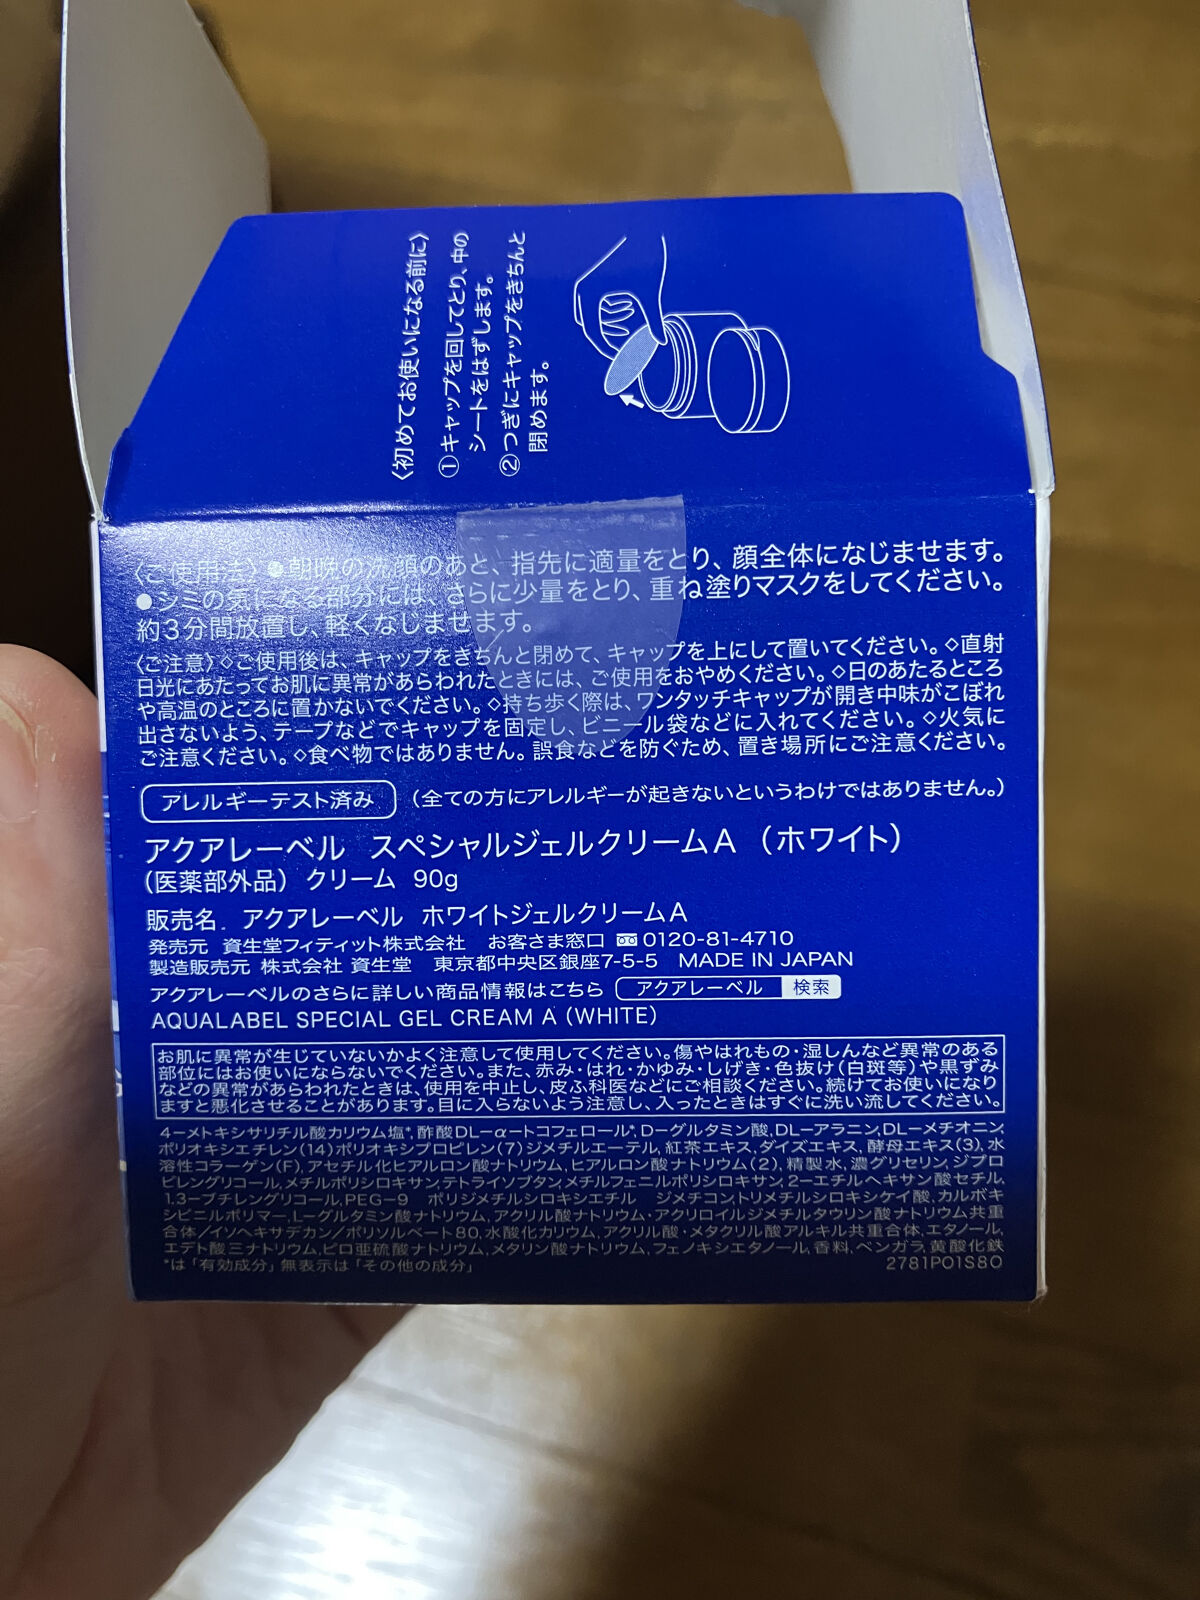 〈初めてお使いになる前に〉
①キャップを回してとり、中の
シートをはずします。
②つぎにキャップをきちんと
閉めます。
〈ご使用法〉●朝晩の洗顔のあと、指先に適量をとり、顔全体になじませます。
●シミの気になる部分には、さらに少量をとり、重ね塗りマスクをしてください。
約3分間放置し、軽くなじませます。
〈ご注意〉◇ご使用後は、キャップをきちんと閉めて、キャップを上にして置いてください。◇直射
日光にあたってお肌に異常があらわれたときには、ご使用をおやめください。◇日のあたるところ
や高温のところに置かないでください。◇持ち歩く際は、ワンタッチキャップが開き中味がこぼれ
出さないよう、テープなどでキャップを固定し、ビニール袋などに入れてください。◇火気に
ご注意ください。◇食べ物ではありません。誤食などを防ぐため、置き場所にご注意ください。
アレルギーテスト済み （全ての方にアレルギーが起きないというわけではありません。）
アクアレーベル スペシャルジェルクリームA （ホワイト）
（医薬部外品） クリーム 90g
販売名. アクアレーベル ホワイトジェルクリームA
発売元 資生堂フィティット株式会社 お客さま窓口 0120-81-4710
製造販売元 株式会社 資生堂 東京都中央区銀座7-5-5 MADE IN JAPAN
アクアレーベルのさらに詳しい商品情報はこちら アクアレーベル 検索
AQUALABEL SPECIAL GEL CREAM A (WHITE)
お肌に異常が生じていないかよく注意して使用してください。傷やはれもの・湿しんなど異常のある
部位にはお使いにならないでください。また、赤み・はれ・かゆみ・しげき・色抜け(白斑等)や黒ずみ
などの異常があらわれたときは、使用を中止し、皮ふ科医などにご相談ください。続けてお使いになり
ますと悪化させることがあります。目に入らないよう注意し、入ったときはすぐに洗い流してください。
4-メトキシサリチル酸カリウム塩*,酢酸DL-α-トコフェロール*,D-グルタミン酸,DL-アラニン,DL-メチオニン,
ポリオキシエチレン(14)ポリオキシプロピレン(7)ジメチルエーテル,紅茶エキス,ダイズエキス,酵母エキス(3),水
溶性コラーゲン(F),アセチル化ヒアルロン酸ナトリウム,ヒアルロン酸ナトリウム(2),精製水,濃グリセリン,ジプロ
ピレングリコール,メチルポリシロキサン,テトライソブタン,メチルフェニルポリシロキサン,2-エチルヘキサン酸セチル,
1.3-ブチレングリコール,PEG-9 ポリジメチルシロキシエチル ジメチコン,トリメチルシロキシケイ酸,カルボキ
シビニルポリマー,L-グルタミン酸ナトリウム,アクリル酸ナトリウム・アクリロイルジメチルタウリン酸ナトリウム共重
合体/イソヘキサデカン/ポリソルベート80,水酸化カリウム,アクリル酸・メタクリル酸アルキル共重合体,エタノール,
エデト酸三ナトリウム,ピロ亜硫酸ナトリウム,メタリン酸ナトリウム,フェノキシエタノール,香料,ベンガラ,黄酸化鉄
*は「有効成分」無表示は「その他の成分」 2781P01S80